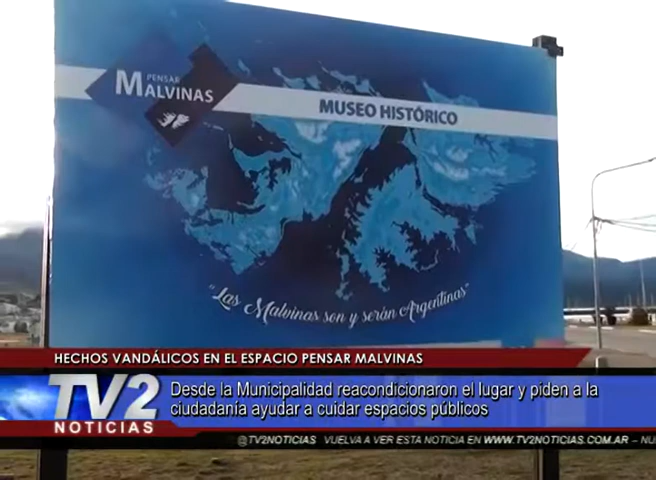 PENSAR
MALVINAS
MUSEO HISTÓRICO
"Las Malvinas son y serán Argentinas"
HECHOS VANDÁLICOS EN EL ESPACIO PENSAR MALVINAS
TV2
NOTICIAS
Desde la Municipalidad reacondicionaron el lugar y piden a la
ciudadanía ayudar a cuidar espacios públicos
@TV2NOTICIAS VUELVA A VER ESTA NOTICIA EN WWW.TV2NOTICIAS.COM.AR – NU